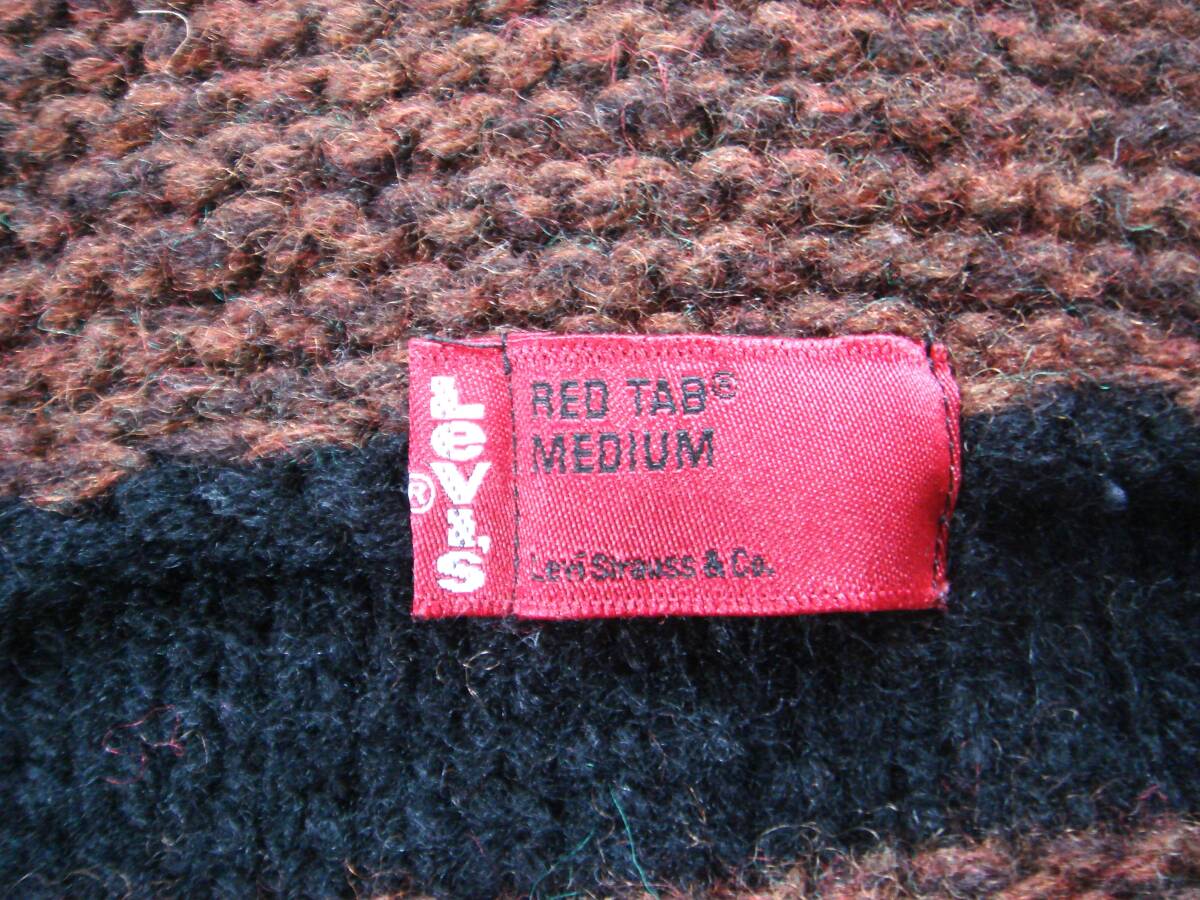 LEVI'S®
RED TAB®
MEDIUM
Levi Strauss & Co.